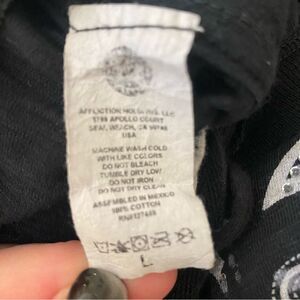 AFFLICTION HOLDINGS, LLC
1799 APOLLO COURT
SEAL BEACH, CA 90740
USA
MACHINE WASH COLD
WITH LIKE COLORS
DO NOT BLEACH
TUMBLE DRY LOW
DO NOT IRON
DO NOT DRY CLEAN
ASSEMBLED IN MEXICO
100% COTTON
L